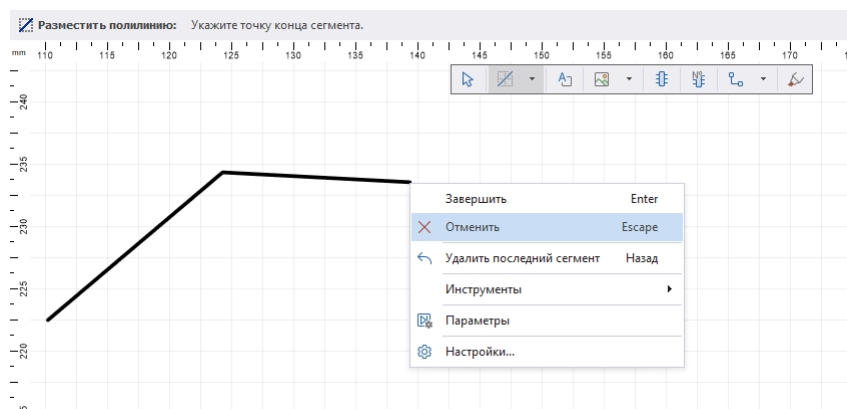 Разместить полилинию: Укажите точку конца сегмента.
mm 110 115 120 125 130 135 140 145 150 155 160 165 170
240
235
230
225
220
Завершить Enter
Отменить Escape
Удалить последний сегмент Назад
Инструменты
Параметры
Настройки...